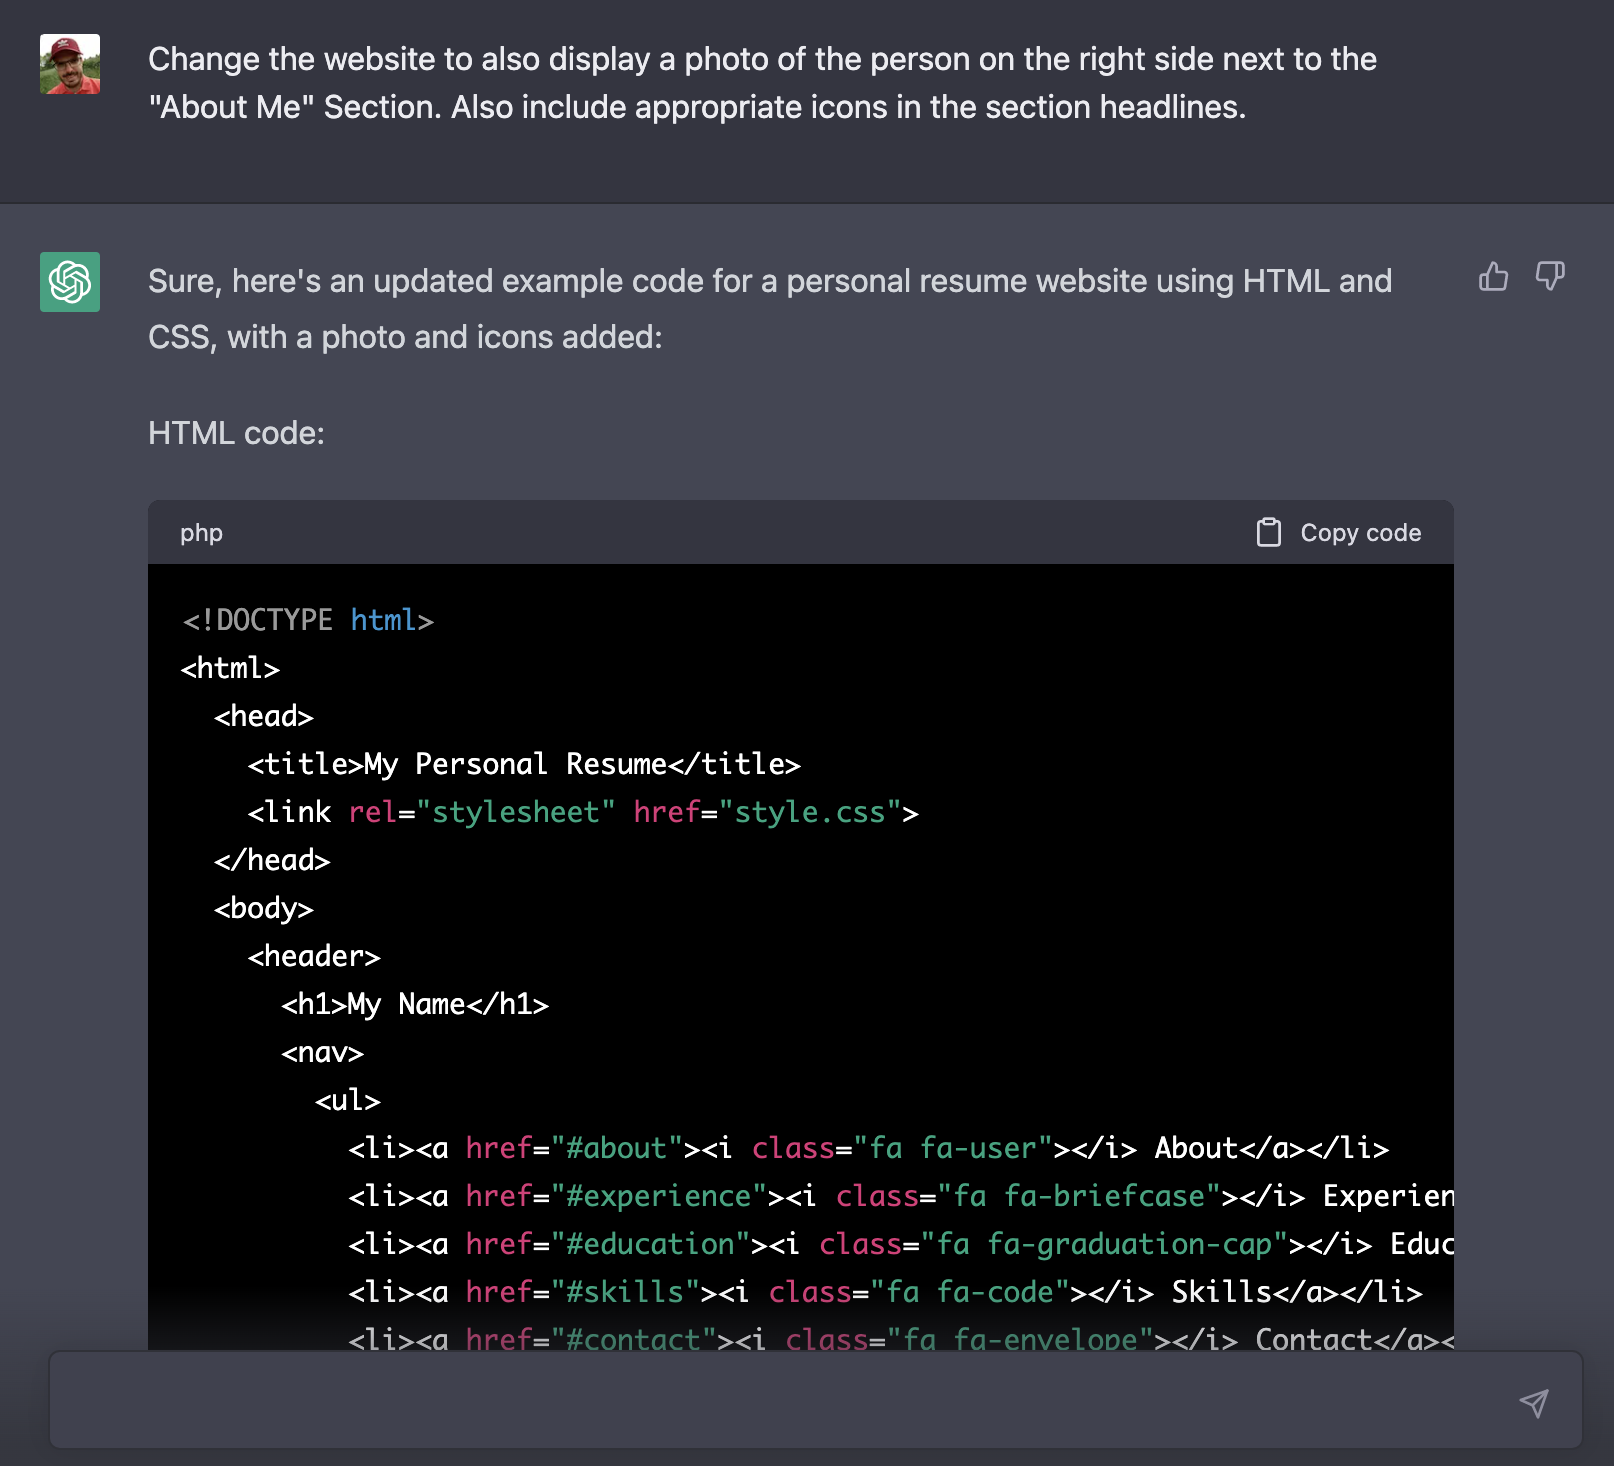 Change the website to also display a photo of the person on the right side next to the
"About Me" Section. Also include appropriate icons in the section headlines.
Sure, here's an updated example code for a personal resume website using HTML and
CSS, with a photo and icons added:
HTML code:
php Copy code
<!DOCTYPE html>
<html>
  <head>
    <title>My Personal Resume</title>
    <link rel="stylesheet" href="style.css">
  </head>
  <body>
    <header>
      <h1>My Name</h1>
      <nav>
        <ul>
          <li><a href="#about"><i class="fa fa-user"></i> About</a></li>
          <li><a href="#experience"><i class="fa fa-briefcase"></i> Experien
          <li><a href="#education"><i class="fa fa-graduation-cap"></i> Educ
          <li><a href="#skills"><i class="fa fa-code"></i> Skills</a></li>
          <li><a href="#contact"><i class="fa fa-envelope"></i> Contact</a><